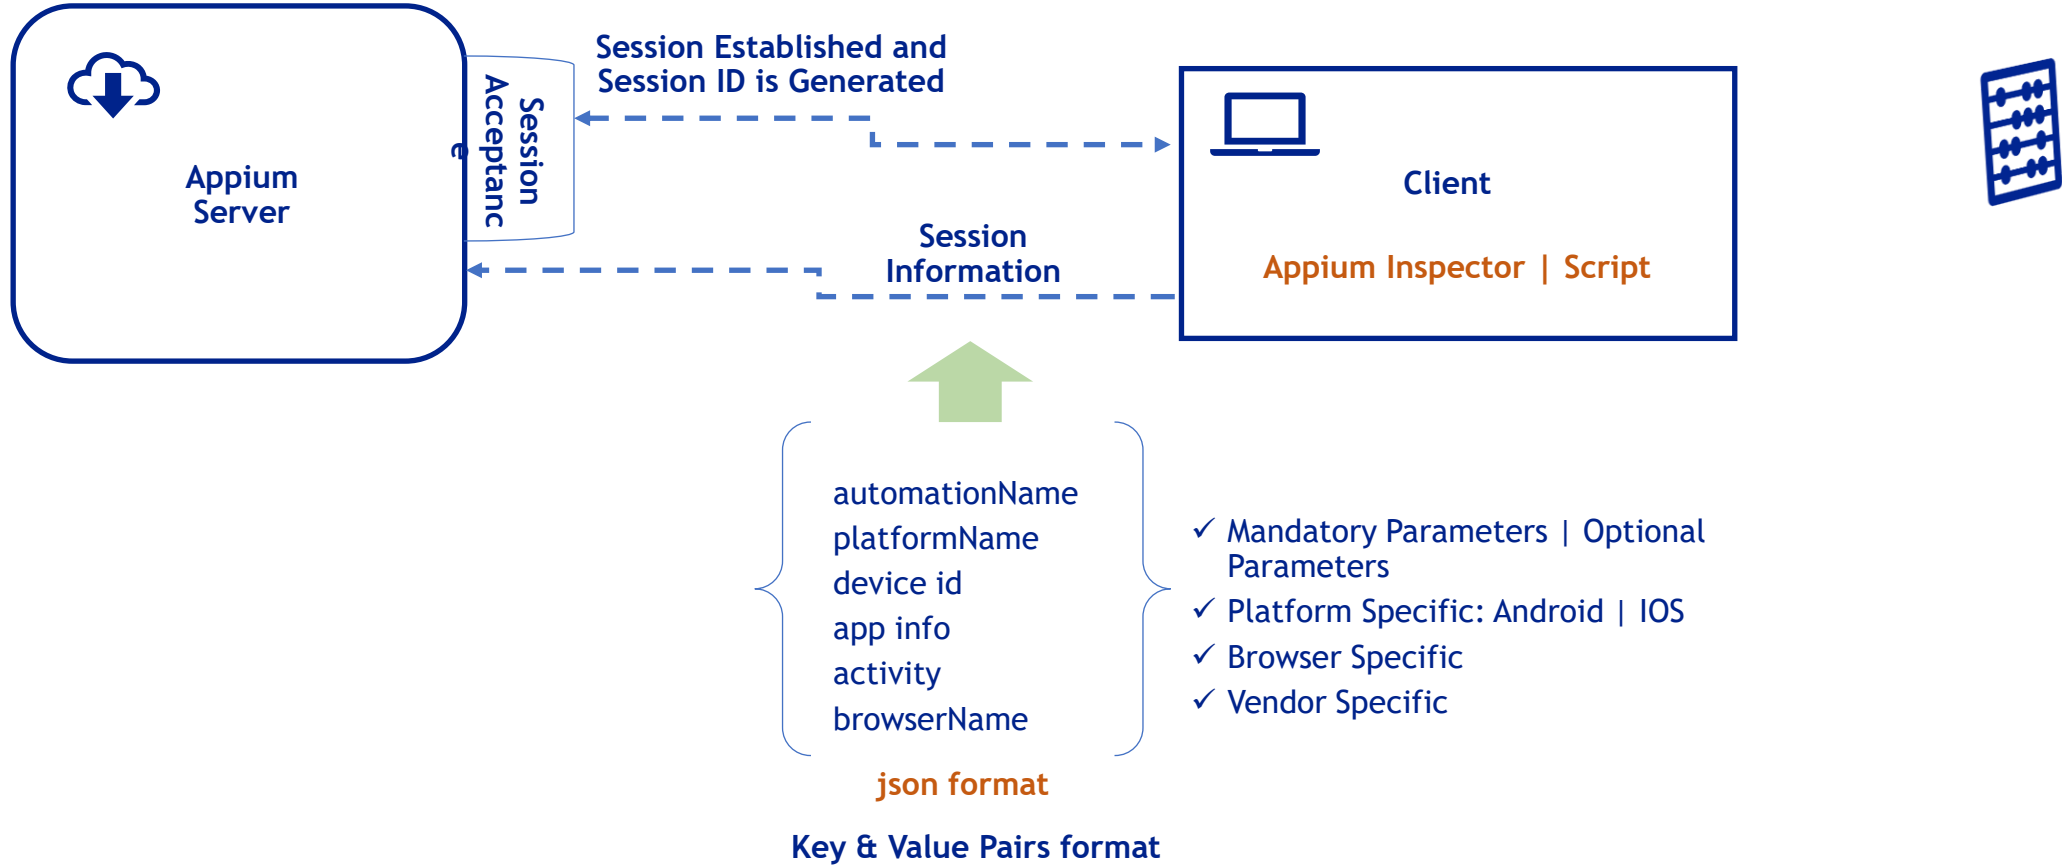 Session Established and
Session ID is Generated
Session
Acceptanc
e
Appium
Server
Client
Session
Information
Appium Inspector | Script
automationName
platformName
device id
app info
activity
browserName
✓ Mandatory Parameters | Optional
Parameters
✓ Platform Specific: Android | IOS
✓ Browser Specific
✓ Vendor Specific
json format
Key & Value Pairs format